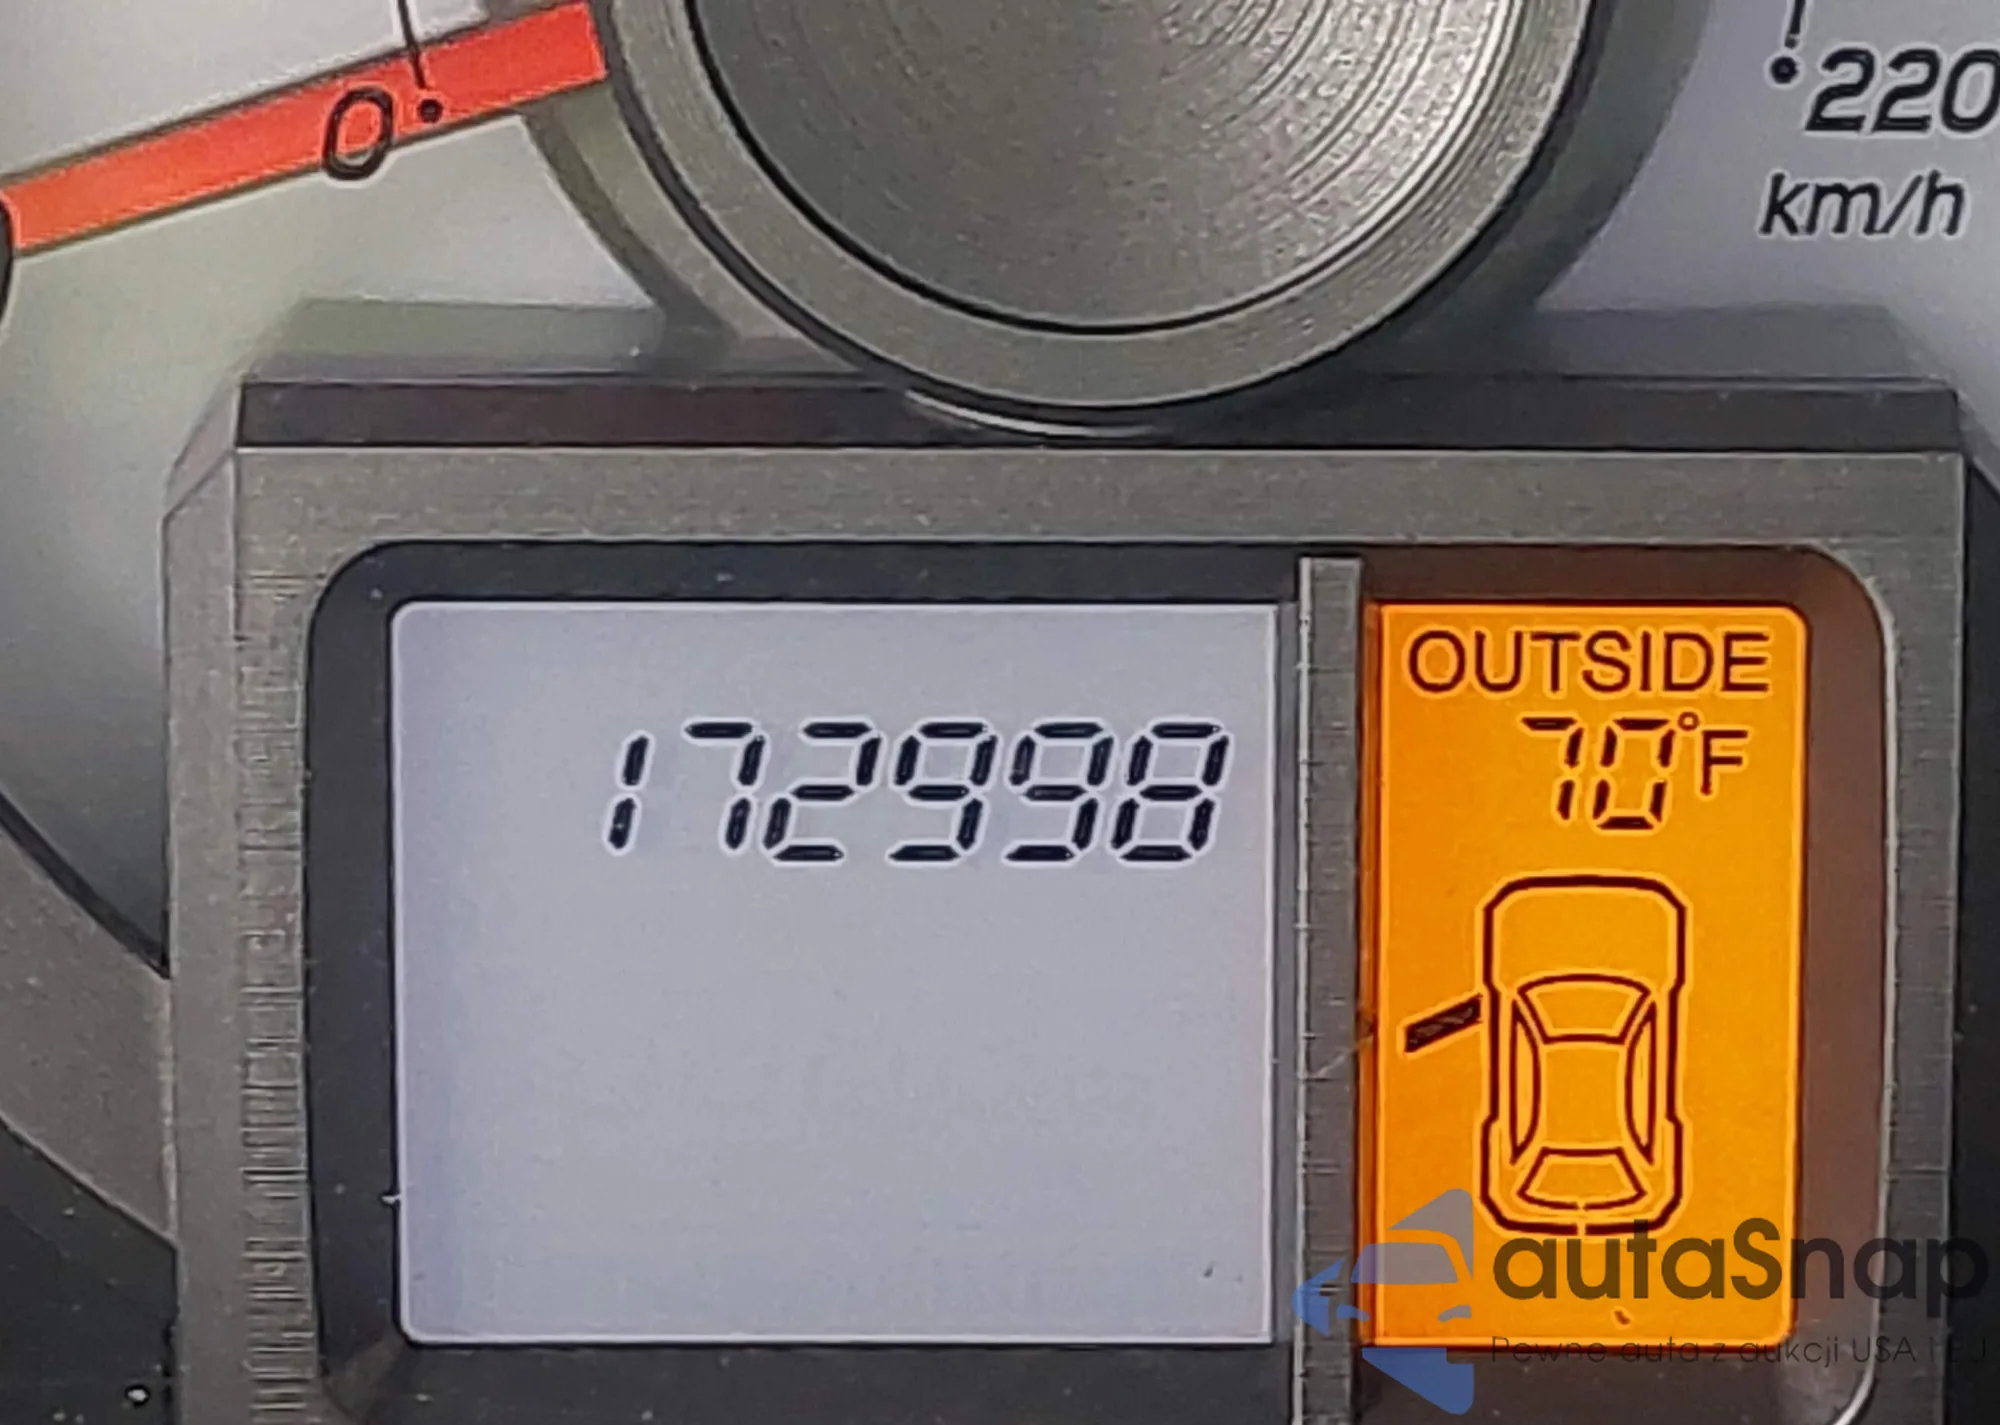 0
220
km/h
172998
OUTSIDE
70°F
autaSnap
Pewne auta z aukcji USA i EU